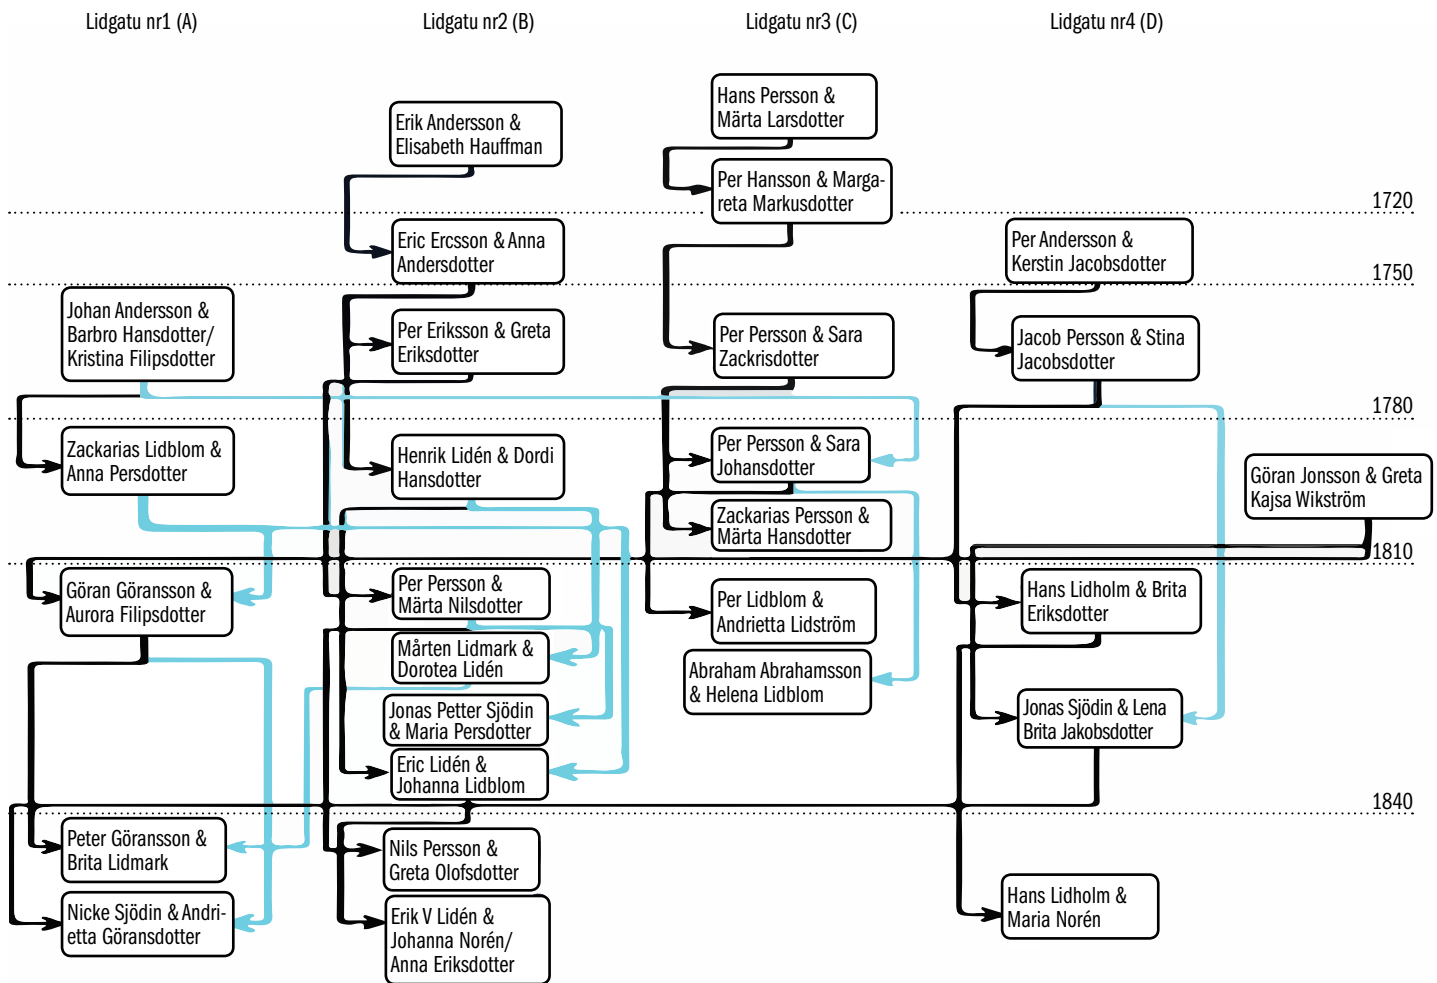 Lidgatu nr1 (A)
Lidgatu nr2 (B)
Lidgatu nr3 (C)
Lidgatu nr4 (D)
Hans Persson &
Märta Larsdotter
Erik Andersson &
Elisabeth Hauffman
Per Hansson & Marga-
reta Markusdotter
1720
Eric Ercsson & Anna
Andersdotter
Per Andersson &
Kerstin Jacobsdotter
1750
Johan Andersson &
Barbro Hansdotter/
Kristina Filipsdotter
Per Eriksson & Greta
Eriksdotter
Per Persson & Sara
Zackrisdotter
Jacob Persson & Stina
Jacobsdotter
1780
Zackarias Lidblom &
Anna Persdotter
Henrik Lidén & Dordi
Hansdotter
Per Persson & Sara
Johansdotter
Göran Jonsson & Greta
Kajsa Wikström
Zackarias Persson &
Märta Hansdotter
1810
Göran Göransson &
Aurora Filipsdotter
Per Persson &
Märta Nilsdotter
Per Lidblom &
Andrietta Lidström
Hans Lidholm & Brita
Eriksdotter
Mårten Lidmark &
Dorotea Lidén
Abraham Abrahamsson
& Helena Lidblom
Jonas Petter Sjödin
& Maria Persdotter
Jonas Sjödin & Lena
Brita Jakobsdotter
Eric Lidén &
Johanna Lidblom
1840
Peter Göransson &
Brita Lidmark
Nils Persson &
Greta Olofsdotter
Nicke Sjödin & Andri-
etta Göransdotter
Erik V Lidén &
Johanna Norén/
Anna Eriksdotter
Hans Lidholm &
Maria Norén